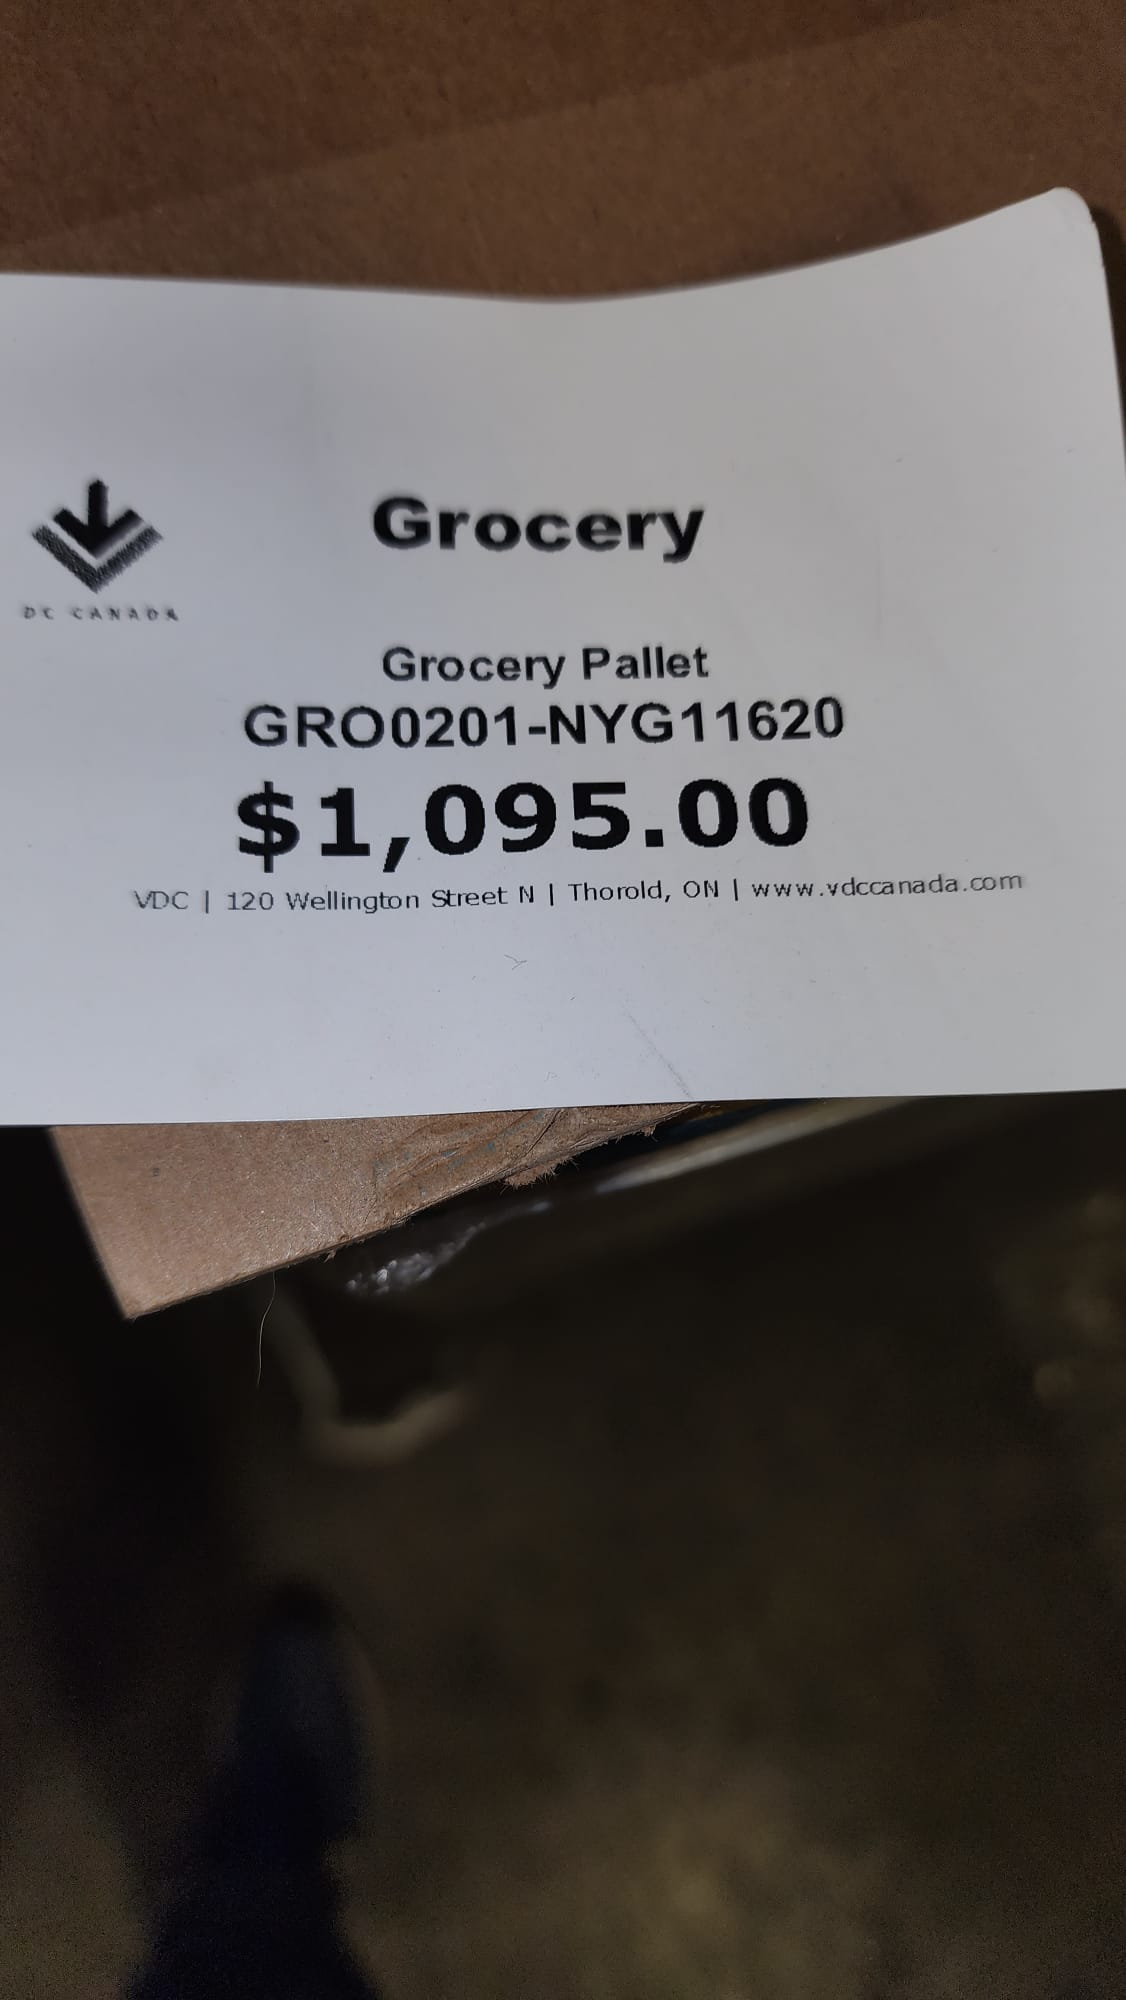 Grocery
DC CANADA
Grocery Pallet
GRO0201-NYG11620
$1,095.00
VDC | 120 Wellington Street N | Thorold, ON | www.vdccanada.com